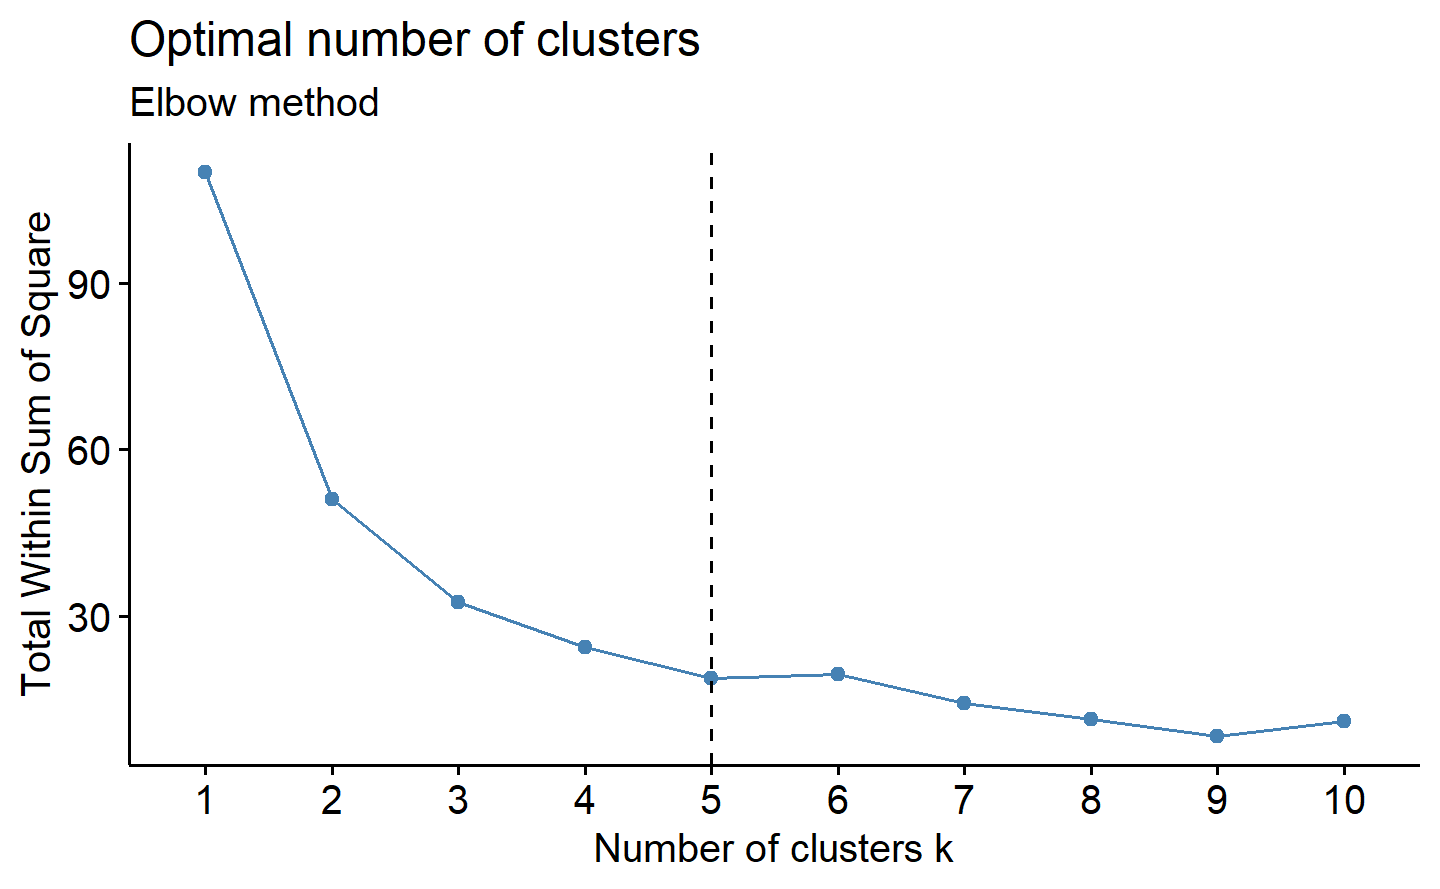 Optimal number of clusters
Elbow method
Total Within Sum of Square
90
60
30
1 2 3 4 5 6 7 8 9 10
Number of clusters k